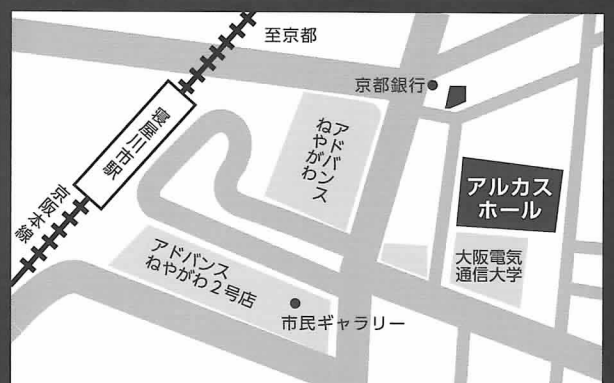 至京都
京都銀行
寝屋川市駅
アドバンス
ねやがわ
アルカス
ホール
京阪本線
大阪電気
通信大学
アドバンス
ねやがわ2号店
市民ギャラリー